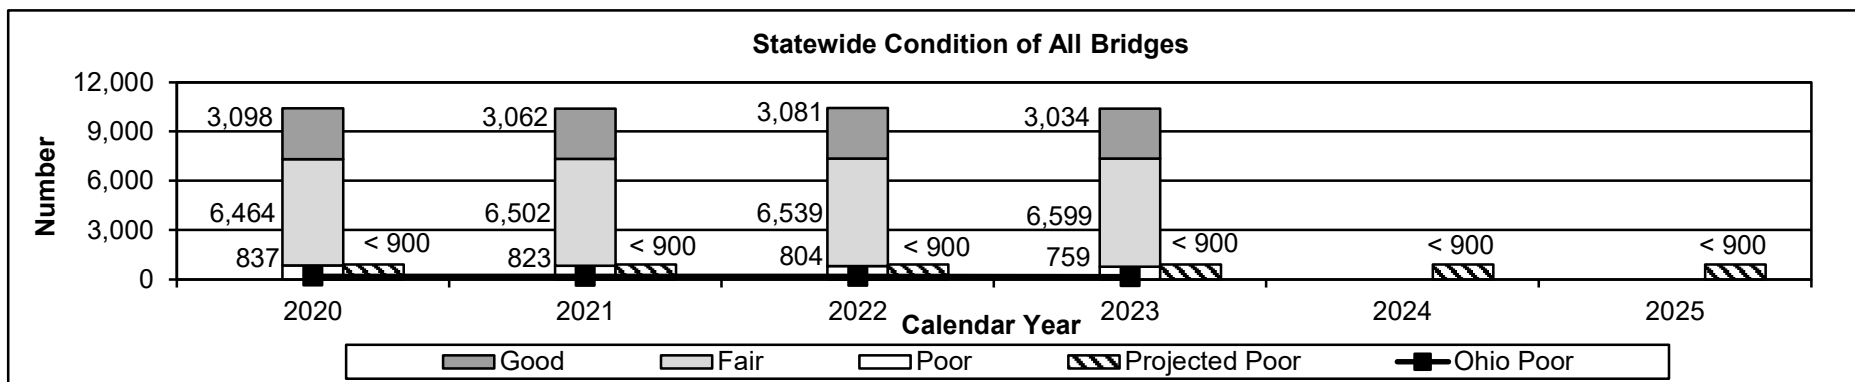 Statewide Condition of All Bridges
Number
12,000
9,000
6,000
3,000
0
3,098 3,062 3,081 3,034
6,464 6,502 6,539 6,599
837 < 900 823 < 900 804 < 900 759 < 900 < 900 < 900
2020 2021 2022 2023 2024 2025
Calendar Year
Good Fair Poor Projected Poor Ohio Poor